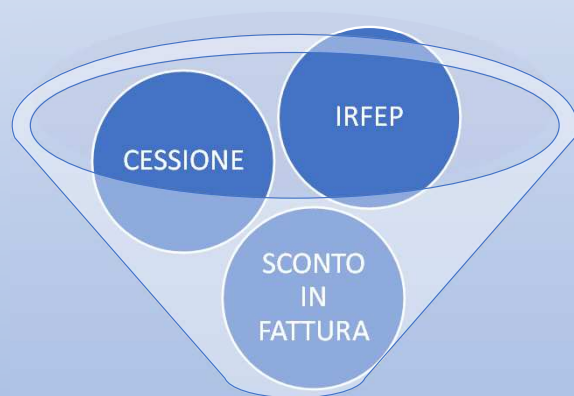 IRFEP
CESSIONE
SCONTO
IN
FATTURA